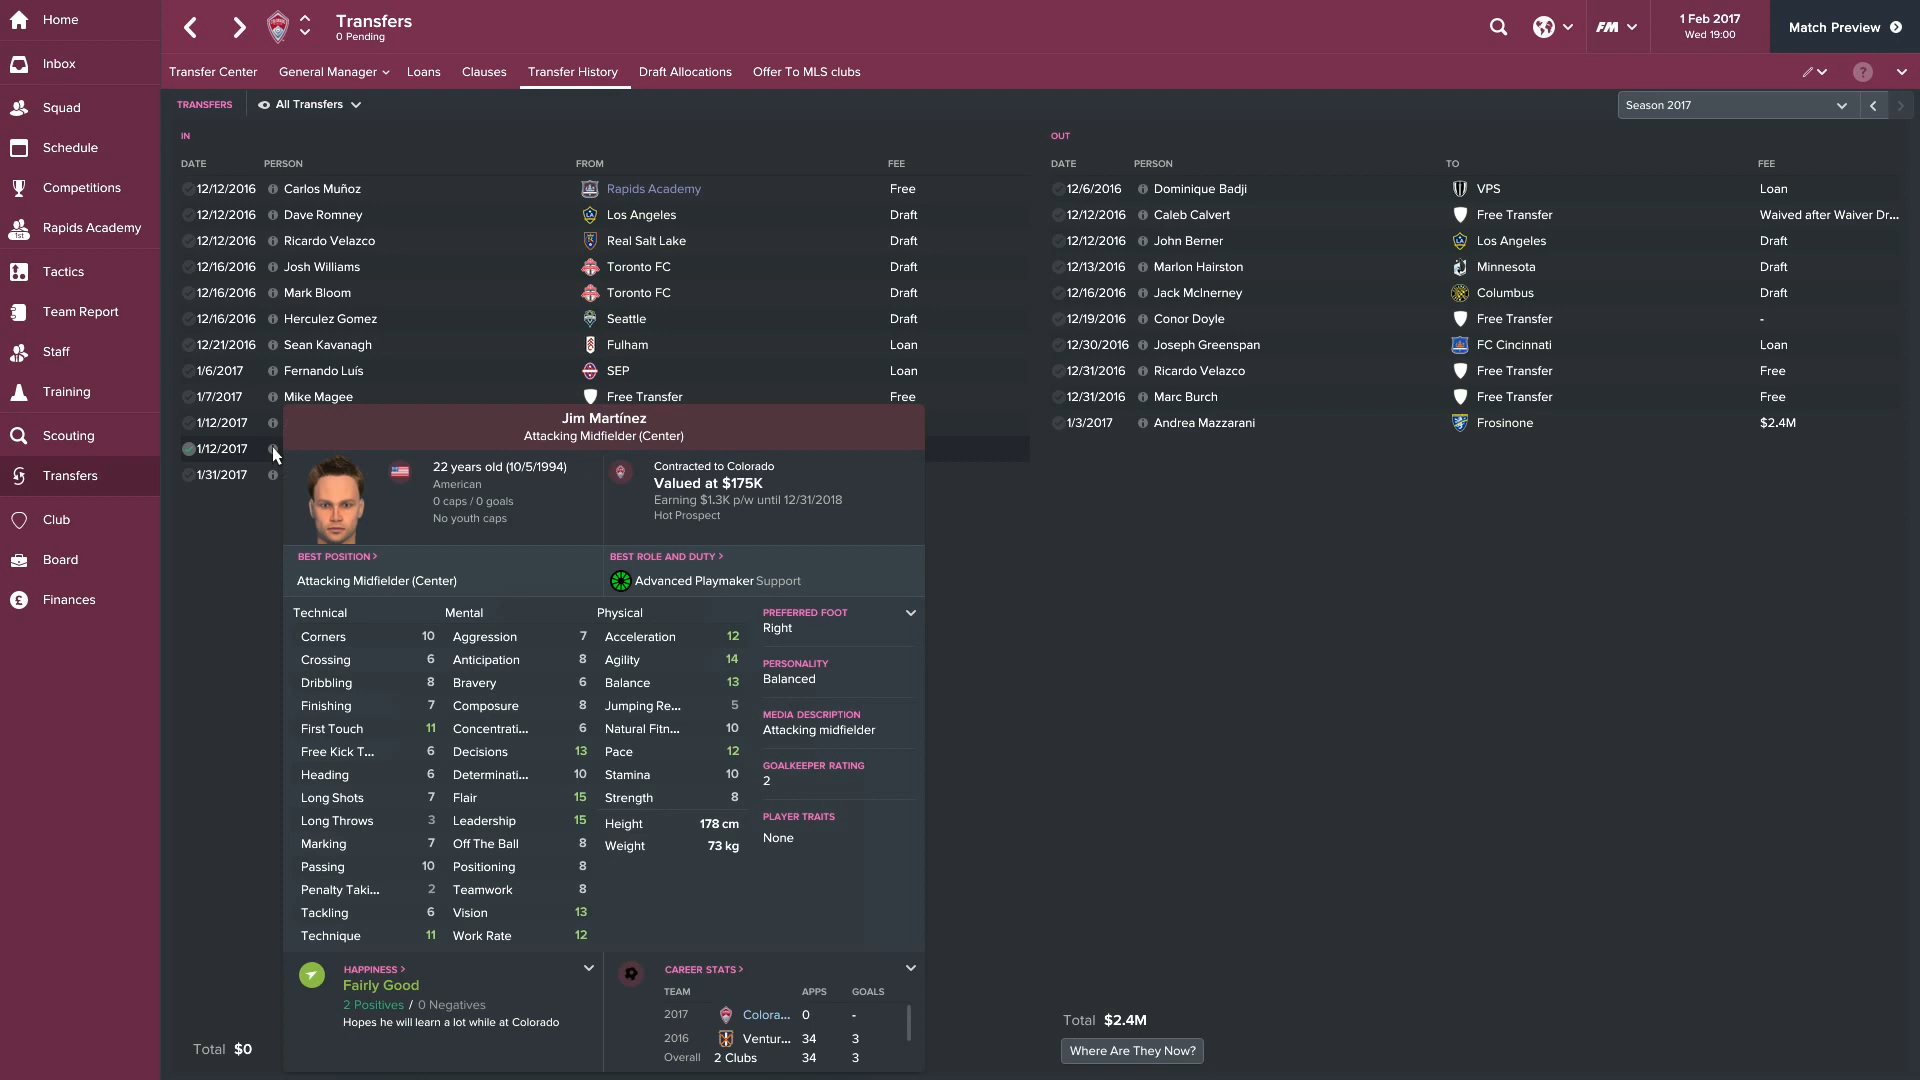 Home
Inbox
Squad
Schedule
Competitions
1st Rapids Academy
Tactics
Team Report
Staff
Training
Scouting
Transfers
Club
Board
£ Finances
Transfers
0 Pending
FM
1 Feb 2017
Wed 19:00
Match Preview
Transfer Center General Manager Loans Clauses Transfer History Draft Allocations Offer To MLS clubs ?
TRANSFERS All Transfers Season 2017
IN
DATE PERSON FROM FEE
12/12/2016 Carlos Muñoz Rapids Academy Free
12/12/2016 Dave Romney Los Angeles Draft
12/12/2016 Ricardo Velazco Real Salt Lake Draft
12/16/2016 Josh Williams Toronto FC Draft
12/16/2016 Mark Bloom Toronto FC Draft
12/16/2016 Herculez Gomez Seattle Draft
12/21/2016 Sean Kavanagh Fulham Loan
1/6/2017 Fernando Luís SEP Loan
1/7/2017 Mike Magee Free Transfer Free
1/12/2017
1/12/2017
1/31/2017
Total $0
OUT
DATE PERSON TO FEE
12/6/2016 Dominique Badji VPS Loan
12/12/2016 Caleb Calvert Free Transfer Waived after Waiver Dr...
12/12/2016 John Berner Los Angeles Draft
12/13/2016 Marlon Hairston Minnesota Draft
12/16/2016 Jack McInerney Columbus Draft
12/19/2016 Conor Doyle Free Transfer -
12/30/2016 Joseph Greenspan FC Cincinnati Loan
12/31/2016 Ricardo Velazco Free Transfer Free
12/31/2016 Marc Burch Free Transfer Free
1/3/2017 Andrea Mazzarani Frosinone $2.4M
Total $2.4M
Where Are They Now?
Jim Martínez
Attacking Midfielder (Center)
22 years old (10/5/1994)
American
0 caps / 0 goals
No youth caps
Contracted to Colorado
Valued at $175K
Earning $1.3K p/w until 12/31/2018
Hot Prospect
BEST POSITION >
Attacking Midfielder (Center)
BEST ROLE AND DUTY >
Advanced Playmaker Support
Technical Mental Physical
Corners 10 Aggression 7 Acceleration 12
Crossing 6 Anticipation 8 Agility 14
Dribbling 8 Bravery 6 Balance 13
Finishing 7 Composure 8 Jumping Re... 5
First Touch 11 Concentrati... 6 Natural Fitn... 10
Free Kick T... 6 Decisions 13 Pace 12
Heading 6 Determinati... 10 Stamina 10
Long Shots 7 Flair 15 Strength 8
Long Throws 3 Leadership 15 Height 178 cm
Marking 7 Off The Ball 8 Weight 73 kg
Passing 10 Positioning 8
Penalty Taki... 2 Teamwork 8
Tackling 6 Vision 13
Technique 11 Work Rate 12
PREFERRED FOOT
Right
PERSONALITY
Balanced
MEDIA DESCRIPTION
Attacking midfielder
GOALKEEPER RATING
2
PLAYER TRAITS
None
HAPPINESS >
Fairly Good
2 Positives / 0 Negatives
Hopes he will learn a lot while at Colorado
CAREER STATS >
TEAM APPS GOALS
2017 Colora... 0 -
2016 Ventur... 34 3
Overall 2 Clubs 34 3